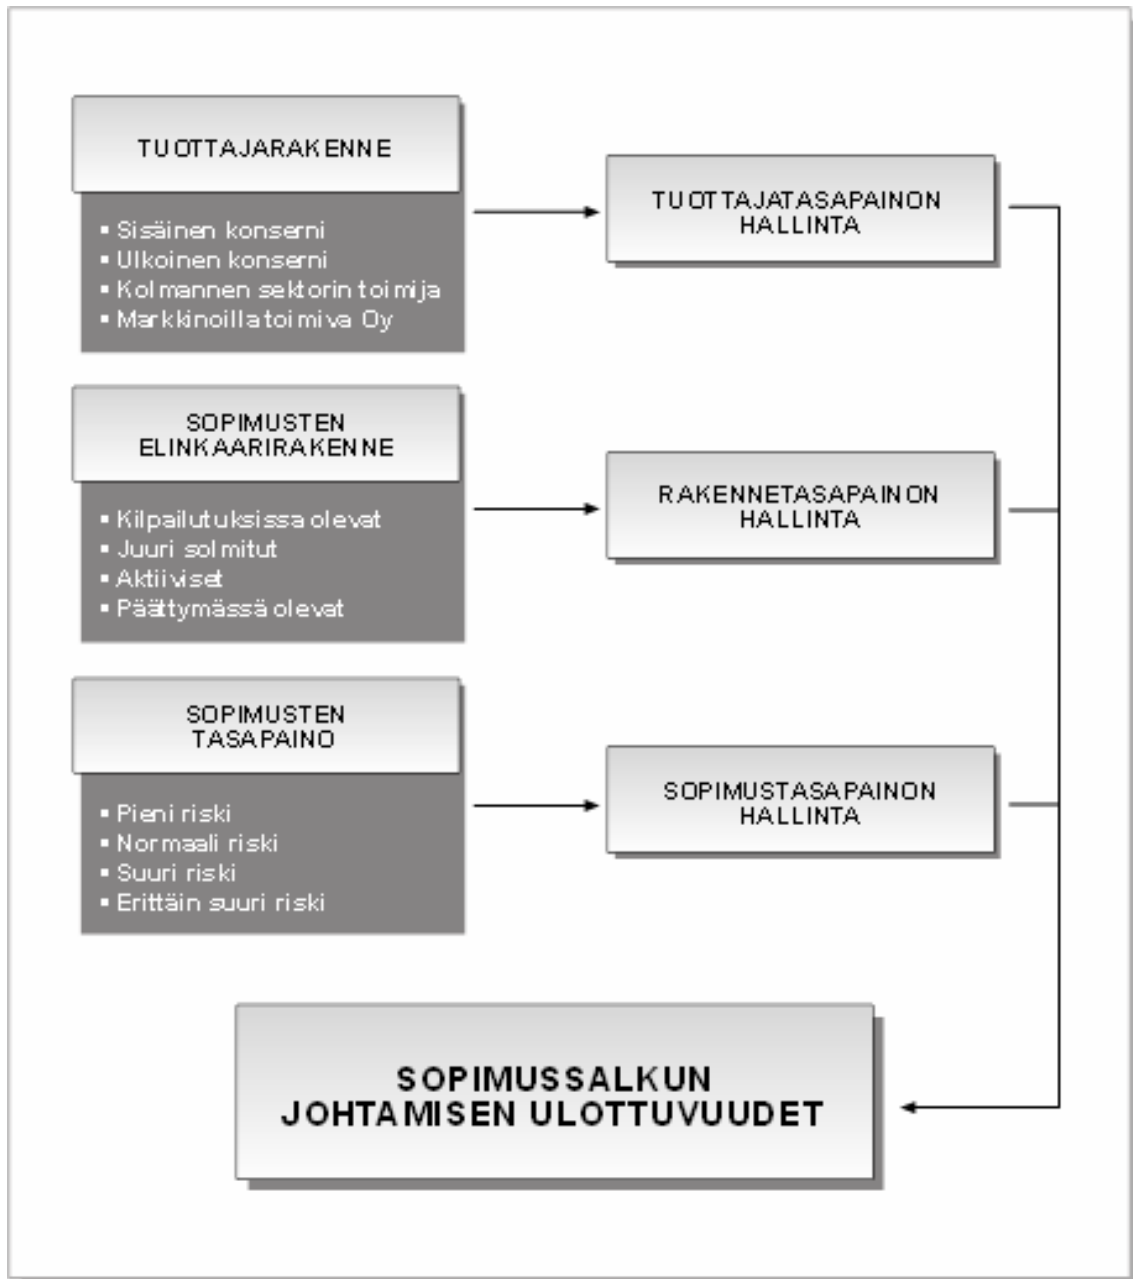 TUOTTAJARAKENNE
▪ Sisäinen konserni
▪ Ulkoinen konserni
▪ Kolmannen sektorin toimija
▪ Markkinoilla toimiva Oy
TUOTTAJATASAPAINON
HALLINTA
SOPIMUSTEN
ELINKAARIRAKENNE
▪ Kilpailutuksissa olevat
▪ Juuri solmitut
▪ Aktiiviset
▪ Päättymässä olevat
RAKENNETASAPAINON
HALLINTA
SOPIMUSTEN
TASAPAINO
▪ Pieni riski
▪ Normaali riski
▪ Suuri riski
▪ Erittäin suuri riski
SOPIMUSTASAPAINON
HALLINTA
SOPIMUSSALKUN
JOHTAMISEN ULOTTUVUUDET